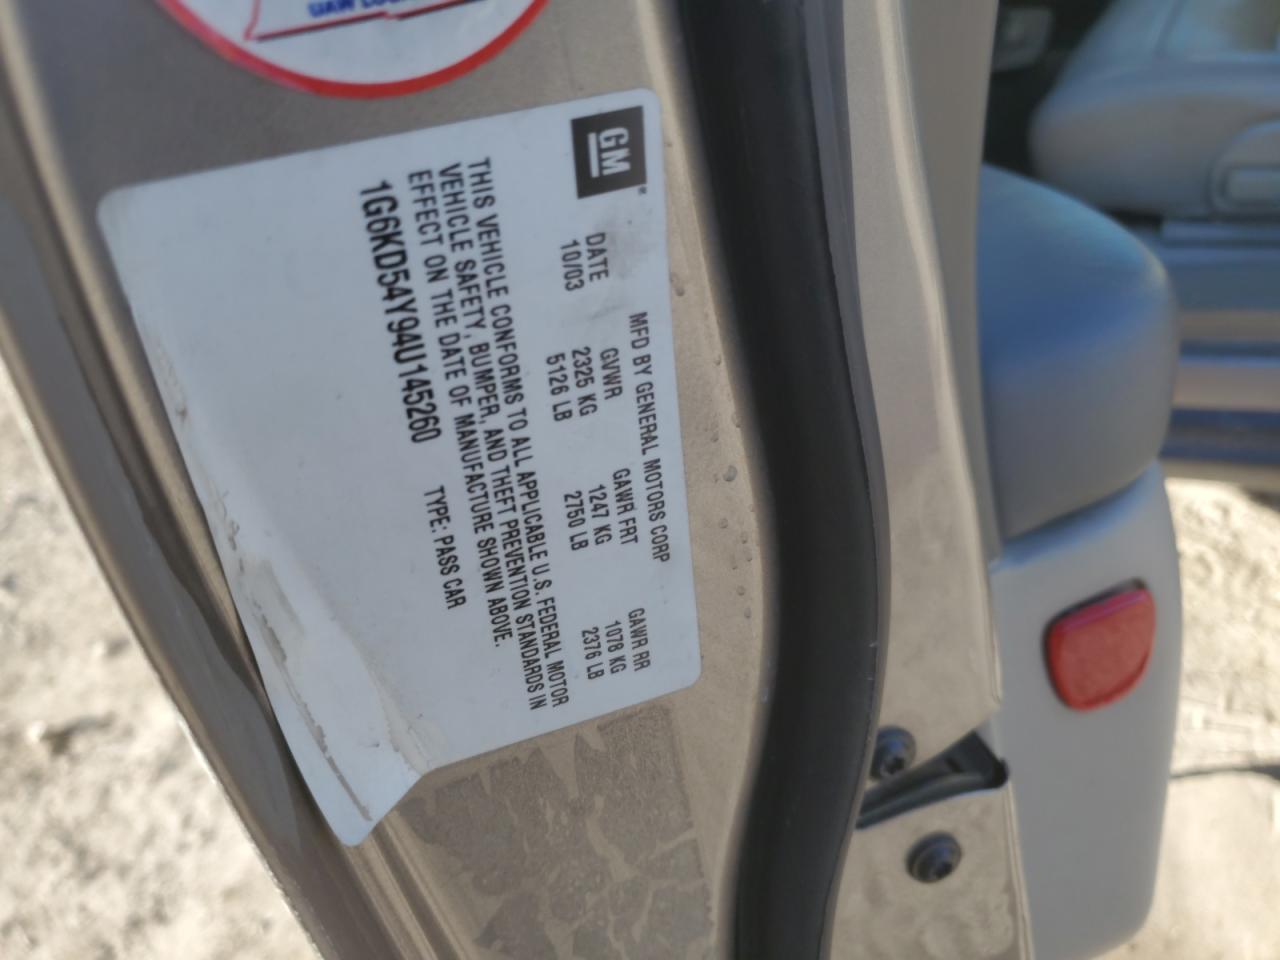 UAW
GM
MFD BY GENERAL MOTORS CORP
DATE GVWR GAWR FRT GAWR RR
10/03 2325 KG 1247 KG 1078 KG
5126 LB 2750 LB 2376 LB
THIS VEHICLE CONFORMS TO ALL APPLICABLE U.S. FEDERAL MOTOR
VEHICLE SAFETY, BUMPER, AND THEFT PREVENTION STANDARDS IN
EFFECT ON THE DATE OF MANUFACTURE SHOWN ABOVE.
1G6KD54Y94U145260 TYPE: PASS CAR